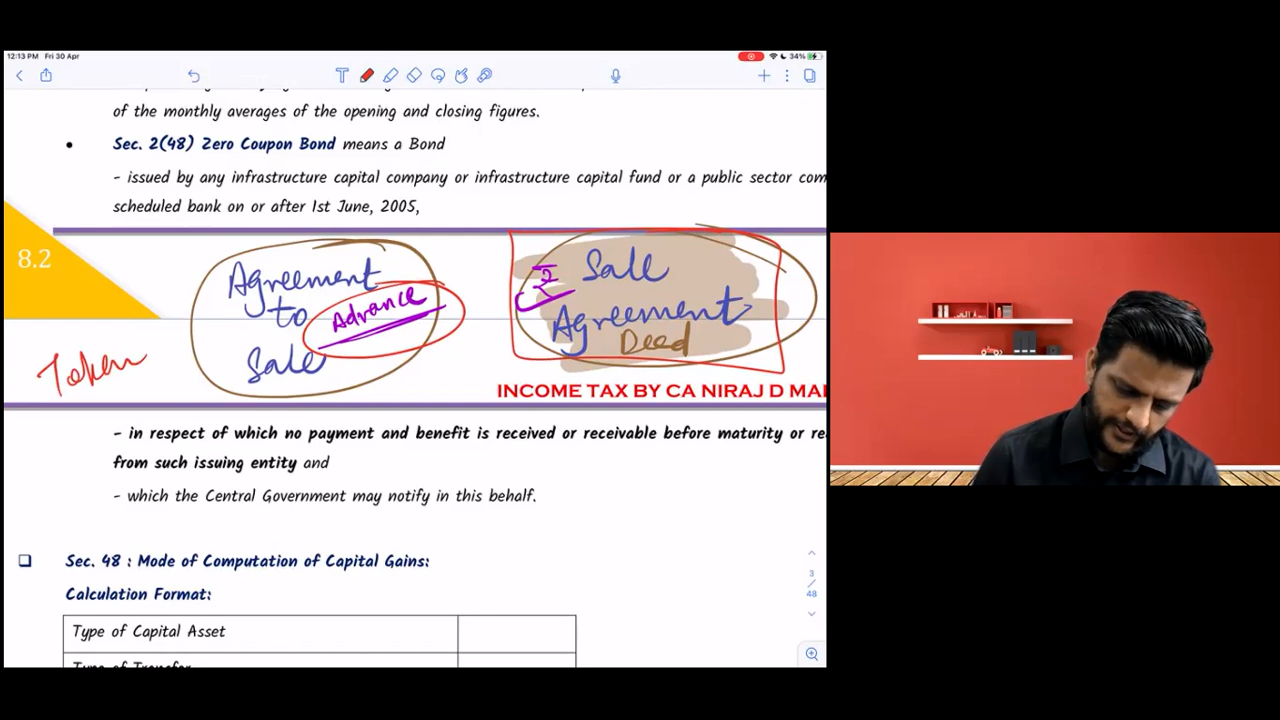 12:13 PM Fri 30 Apr
34%
of the monthly averages of the opening and closing figures.
• Sec. 2(48) Zero Coupon Bond means a Bond
- issued by any infrastructure capital company or infrastructure capital fund or a public sector com
scheduled bank on or after 1st June, 2005,
8.2
Agreement
to
Sale
Advance
Token
Sale
Agreement
Deed
INCOME TAX BY CA NIRAJ D MA
- in respect of which no payment and benefit is received or receivable before maturity or re
from such issuing entity and
- which the Central Government may notify in this behalf.
Sec. 48 : Mode of Computation of Capital Gains:
Calculation Format:
Type of Capital Asset
Type of Transfer
3
/
48